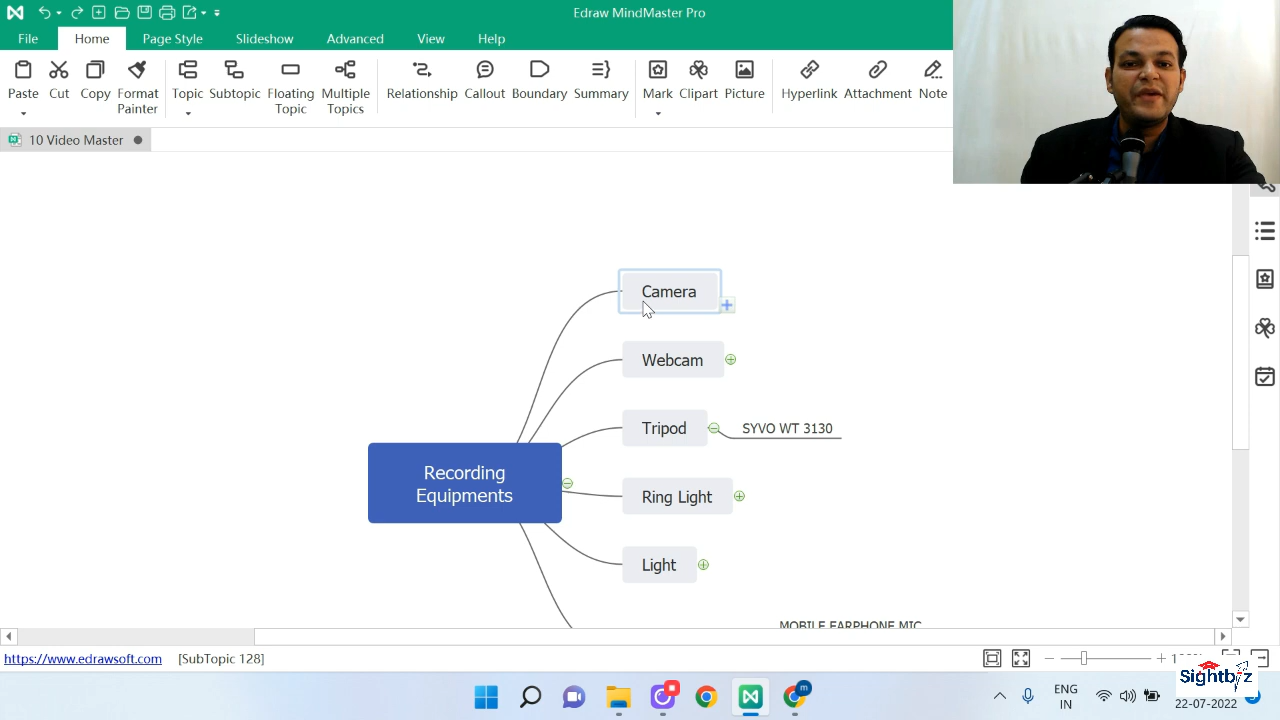 Edraw MindMaster Pro
File Home Page Style Slideshow Advanced View Help
Paste Cut Copy Format Painter Topic Subtopic Floating Topic Multiple Topics Relationship Callout Boundary Summary Mark Clipart Picture Hyperlink Attachment Note
10 Video Master
Camera
Webcam
Tripod SYVO WT 3130
Recording
Equipments
Ring Light
Light
MOBILE EARPHONE MIC
https://www.edrawsoft.com [SubTopic 128]
Sightbiz
ENG
IN
22-07-2022
m